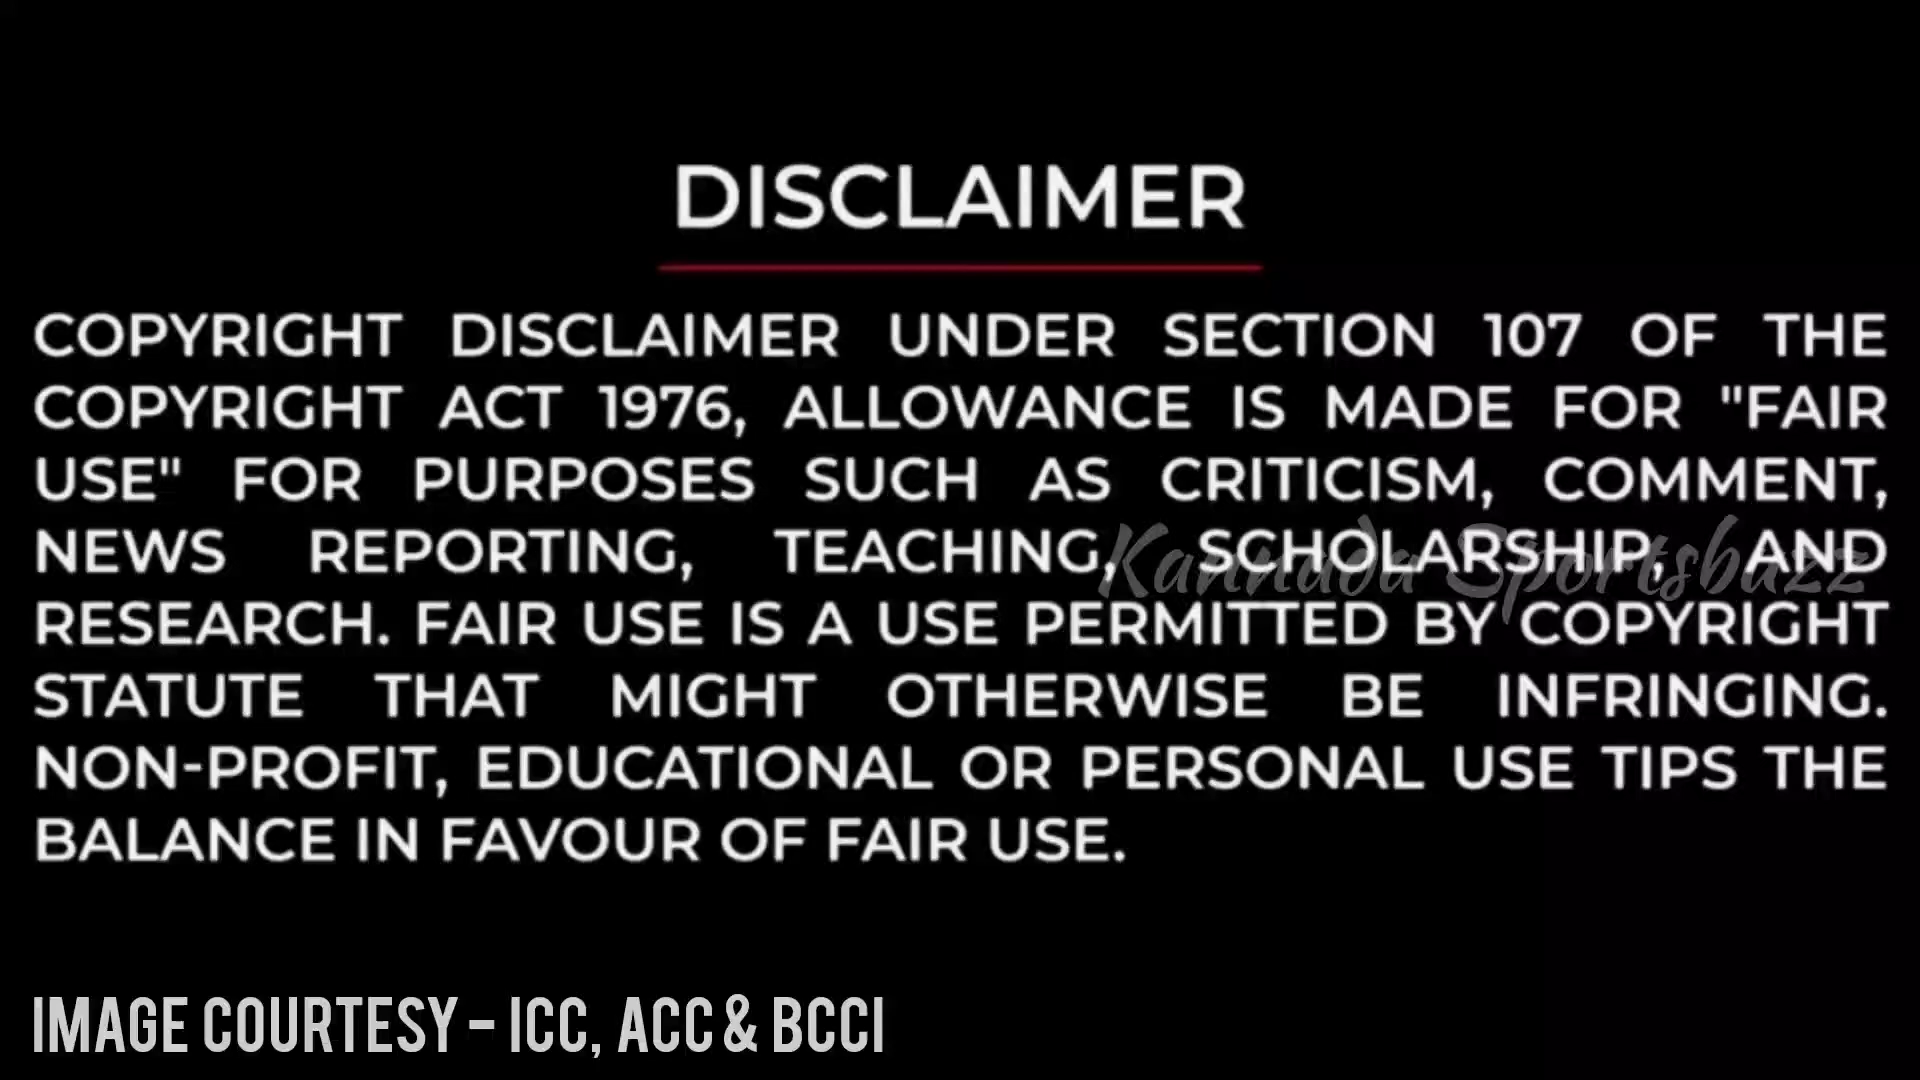 DISCLAIMER
COPYRIGHT DISCLAIMER UNDER SECTION 107 OF THE
COPYRIGHT ACT 1976, ALLOWANCE IS MADE FOR "FAIR
USE" FOR PURPOSES SUCH AS CRITICISM, COMMENT,
NEWS REPORTING, TEACHING, SCHOLARSHIP, AND
Kannada Sportsbuzz
RESEARCH. FAIR USE IS A USE PERMITTED BY COPYRIGHT
STATUTE THAT MIGHT OTHERWISE BE INFRINGING.
NON-PROFIT, EDUCATIONAL OR PERSONAL USE TIPS THE
BALANCE IN FAVOUR OF FAIR USE.
IMAGE COURTESY - ICC, ACC & BCCI